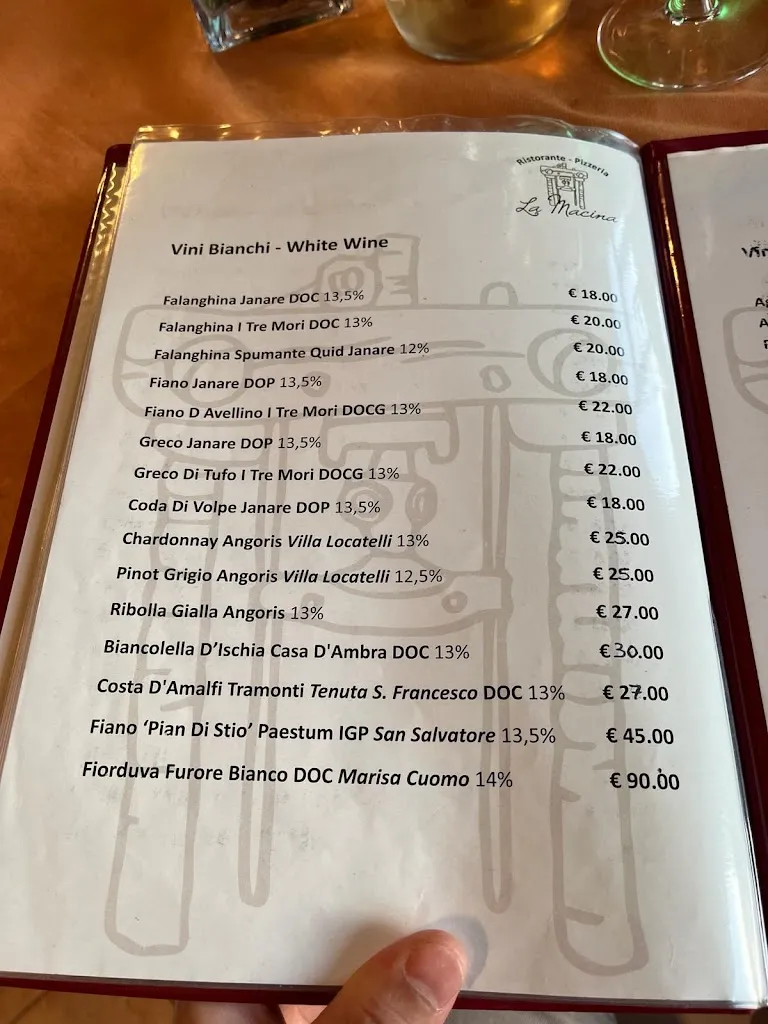 Ristorante - Pizzeria
La Macina
Vini Bianchi - White Wine
Falanghina Janare DOC 13,5% € 18.00
Falanghina I Tre Mori DOC 13% € 20.00
Falanghina Spumante Quid Janare 12% € 20.00
Fiano Janare DOP 13,5% € 18.00
Fiano D Avellino I Tre Mori DOCG 13% € 22.00
Greco Janare DOP 13,5% € 18.00
Greco Di Tufo I Tre Mori DOCG 13% € 22.00
Coda Di Volpe Janare DOP 13,5% € 18.00
Chardonnay Angoris Villa Locatelli 13% € 25.00
Pinot Grigio Angoris Villa Locatelli 12,5% € 25.00
Ribolla Gialla Angoris 13% € 27.00
Biancolella D’Ischia Casa D'Ambra DOC 13% € 30.00
Costa D'Amalfi Tramonti Tenuta S. Francesco DOC 13% € 27.00
Fiano ‘Pian Di Stio’ Paestum IGP San Salvatore 13,5% € 45.00
Fiorduva Furore Bianco DOC Marisa Cuomo 14% € 90.00